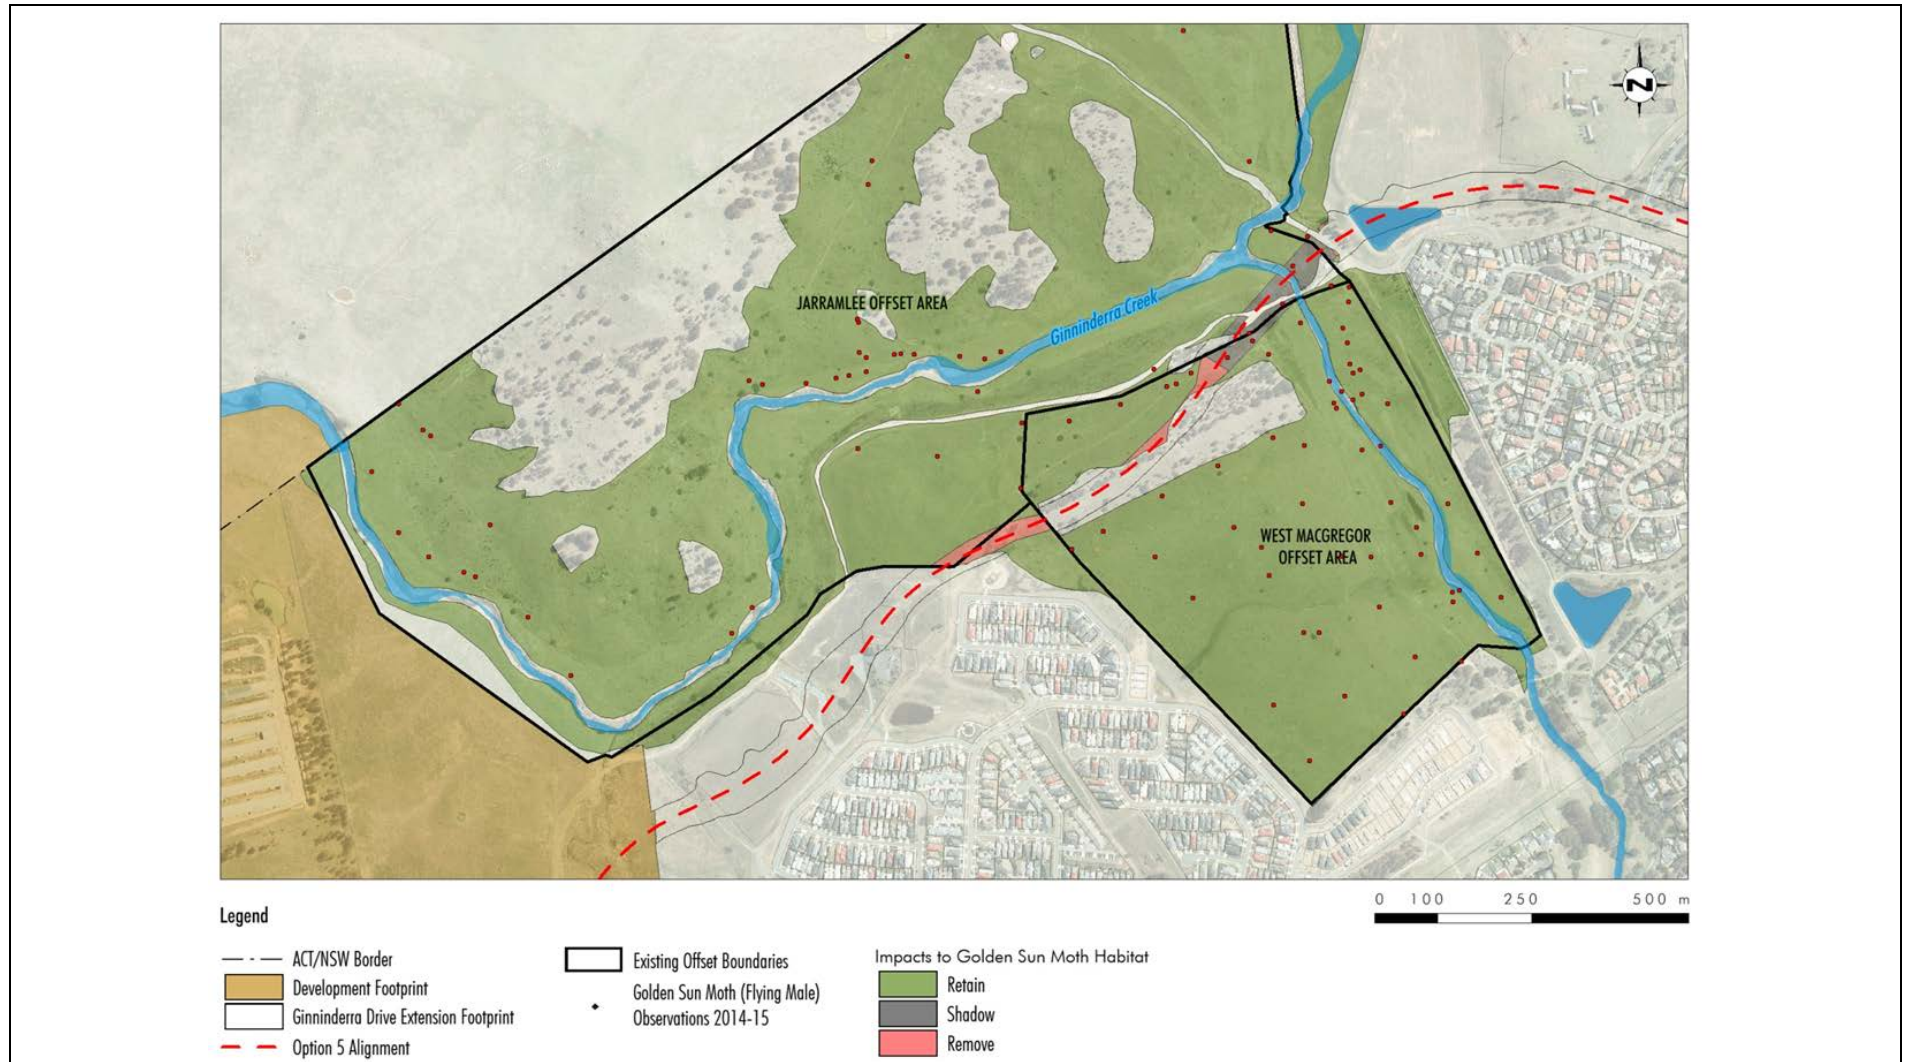 N
JARRAMLEE OFFSET AREA
Ginninderra Creek
WEST MACGREGOR
OFFSET AREA
0 100 250 500 m
Legend
ACT/NSW Border
Development Footprint
Ginninderra Drive Extension Footprint
Option 5 Alignment
Existing Offset Boundaries
Golden Sun Moth (Flying Male)
Observations 2014-15
Impacts to Golden Sun Moth Habitat
Retain
Shadow
Remove